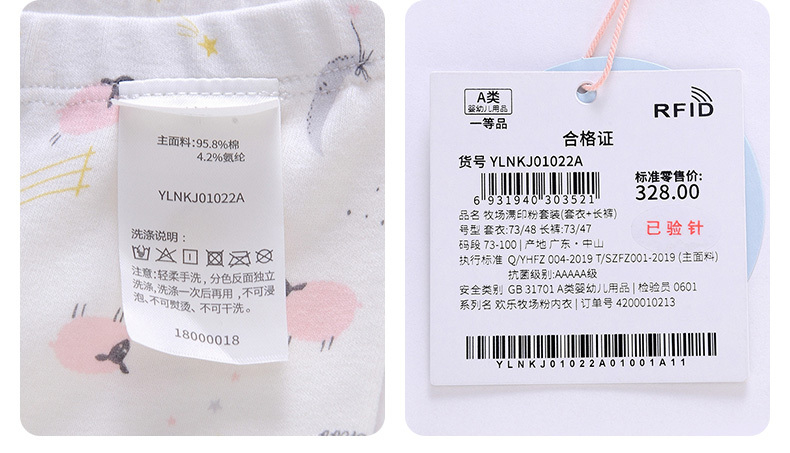 主面料:95.8%棉
4.2%氨纶
YLNKJ01022A
洗涤说明:
注意:轻柔手洗,分色反面独立
洗涤,洗涤一次后再用,不可浸
泡、不可熨烫、不可干洗。
18000018
A类
婴幼儿用品
一等品
RFID
合格证
货号 YLNKJ01022A
6 931940 303521
标准零售价:
328.00
品名 牧场满印粉套装(套衣+长裤)
号型 套衣:73/48 长裤:73/47
码段 73-100 | 产地 广东·中山
已验针
执行标准 Q/YHFZ 004-2019 T/SZFZ001-2019 (主面料)
抗菌级别:AAAAA级
安全类别 GB 31701 A类婴幼儿用品 | 检验员 0601
系列名 欢乐牧场粉内衣 | 订单号 4200010213
YLNKJ01022A01001A11